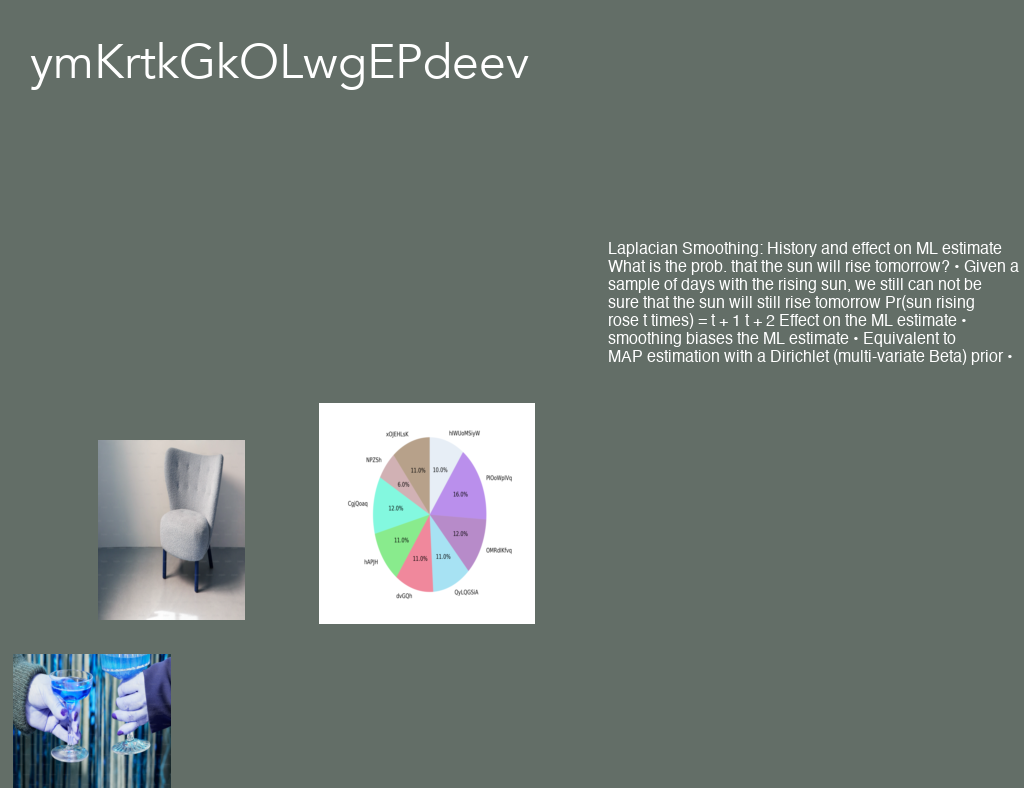 ymKrtkGkOLwgEPdeev
Laplacian Smoothing: History and effect on ML estimate
What is the prob. that the sun will rise tomorrow? • Given a
sample of days with the rising sun, we still can not be
sure that the sun will still rise tomorrow Pr(sun rising
rose t times) = t + 1 t + 2 Effect on the ML estimate •
smoothing biases the ML estimate • Equivalent to
MAP estimation with a Dirichlet (multi-variate Beta) prior •
xOJEHLsK
hIWUoMSiyW
NPZSh
11.0%
10.0%
PlOoWpIVq
6.0%
16.0%
CgjQoaq
12.0%
11.0%
12.0%
OMRdIKfvq
hAPJH
11.0%
11.0%
dvGQh
QyLQGSiA